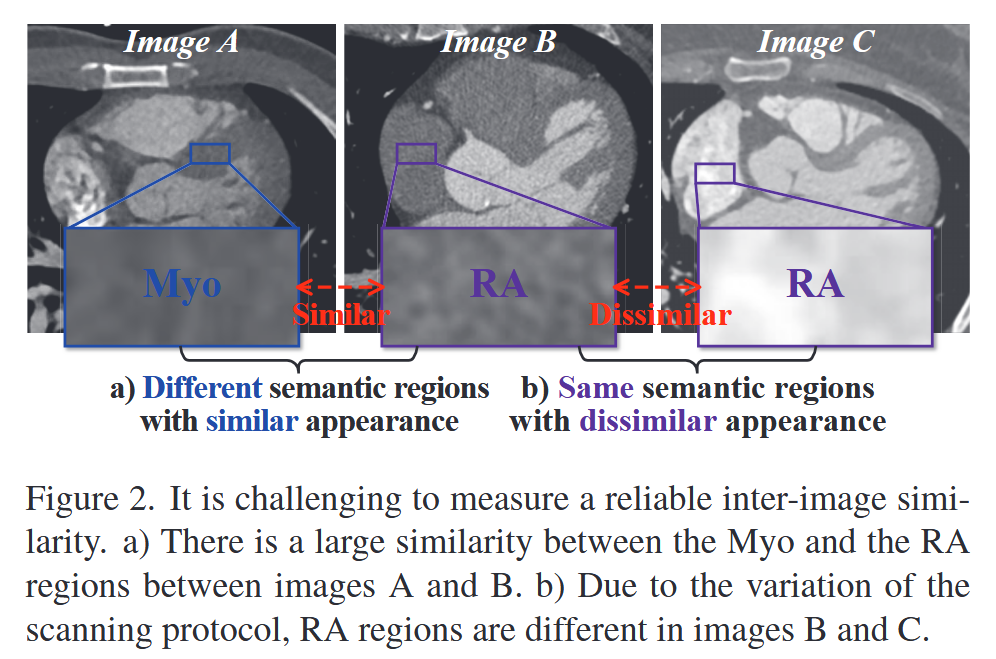 Image A Image B Image C
Myo RA RA
Similar Dissimilar
a) Different semantic regions b) Same semantic regions
with similar appearance with dissimilar appearance
Figure 2. It is challenging to measure a reliable inter-image simi-
larity. a) There is a large similarity between the Myo and the RA
regions between images A and B. b) Due to the variation of the
scanning protocol, RA regions are different in images B and C.